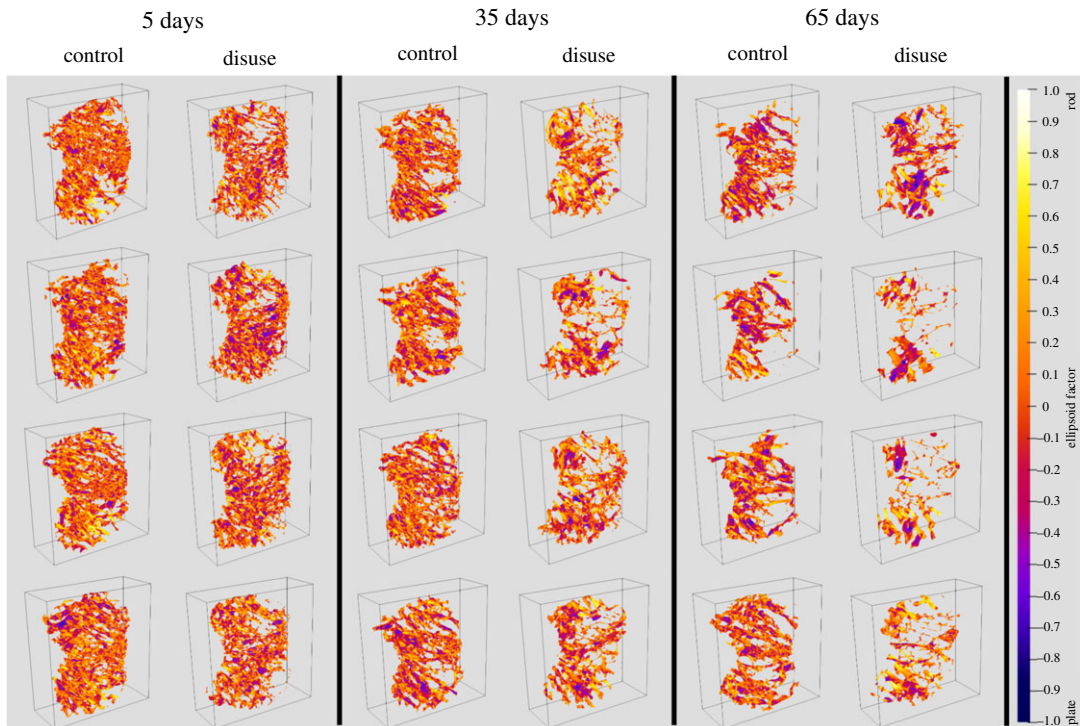 5 days
35 days
65 days
control
disuse
control
disuse
control
disuse
1.0
0.9
0.8
0.7
0.6
0.5
0.4
0.3
0.2
0.1
0
-0.1
-0.2
-0.3
-0.4
-0.5
-0.6
-0.7
-0.8
-0.9
-1.0
rod
ellipsoid factor
plate